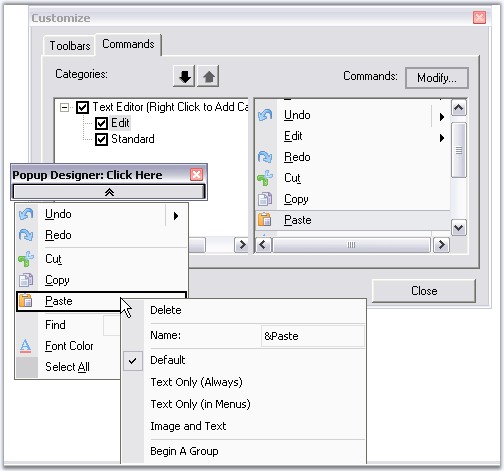 Customize
Toolbars
Commands
Categories:
Commands:
Modify...
Text Editor (Right Click to Add Ca
Edit
Standard
Undo
Edit
Redo
Cut
Copy
Paste
Popup Designer: Click Here
Undo
Redo
Cut
Copy
Paste
Find
Font Color
Select All
Close
Delete
Name:
&Paste
Default
Text Only (Always)
Text Only (in Menus)
Image and Text
Begin A Group